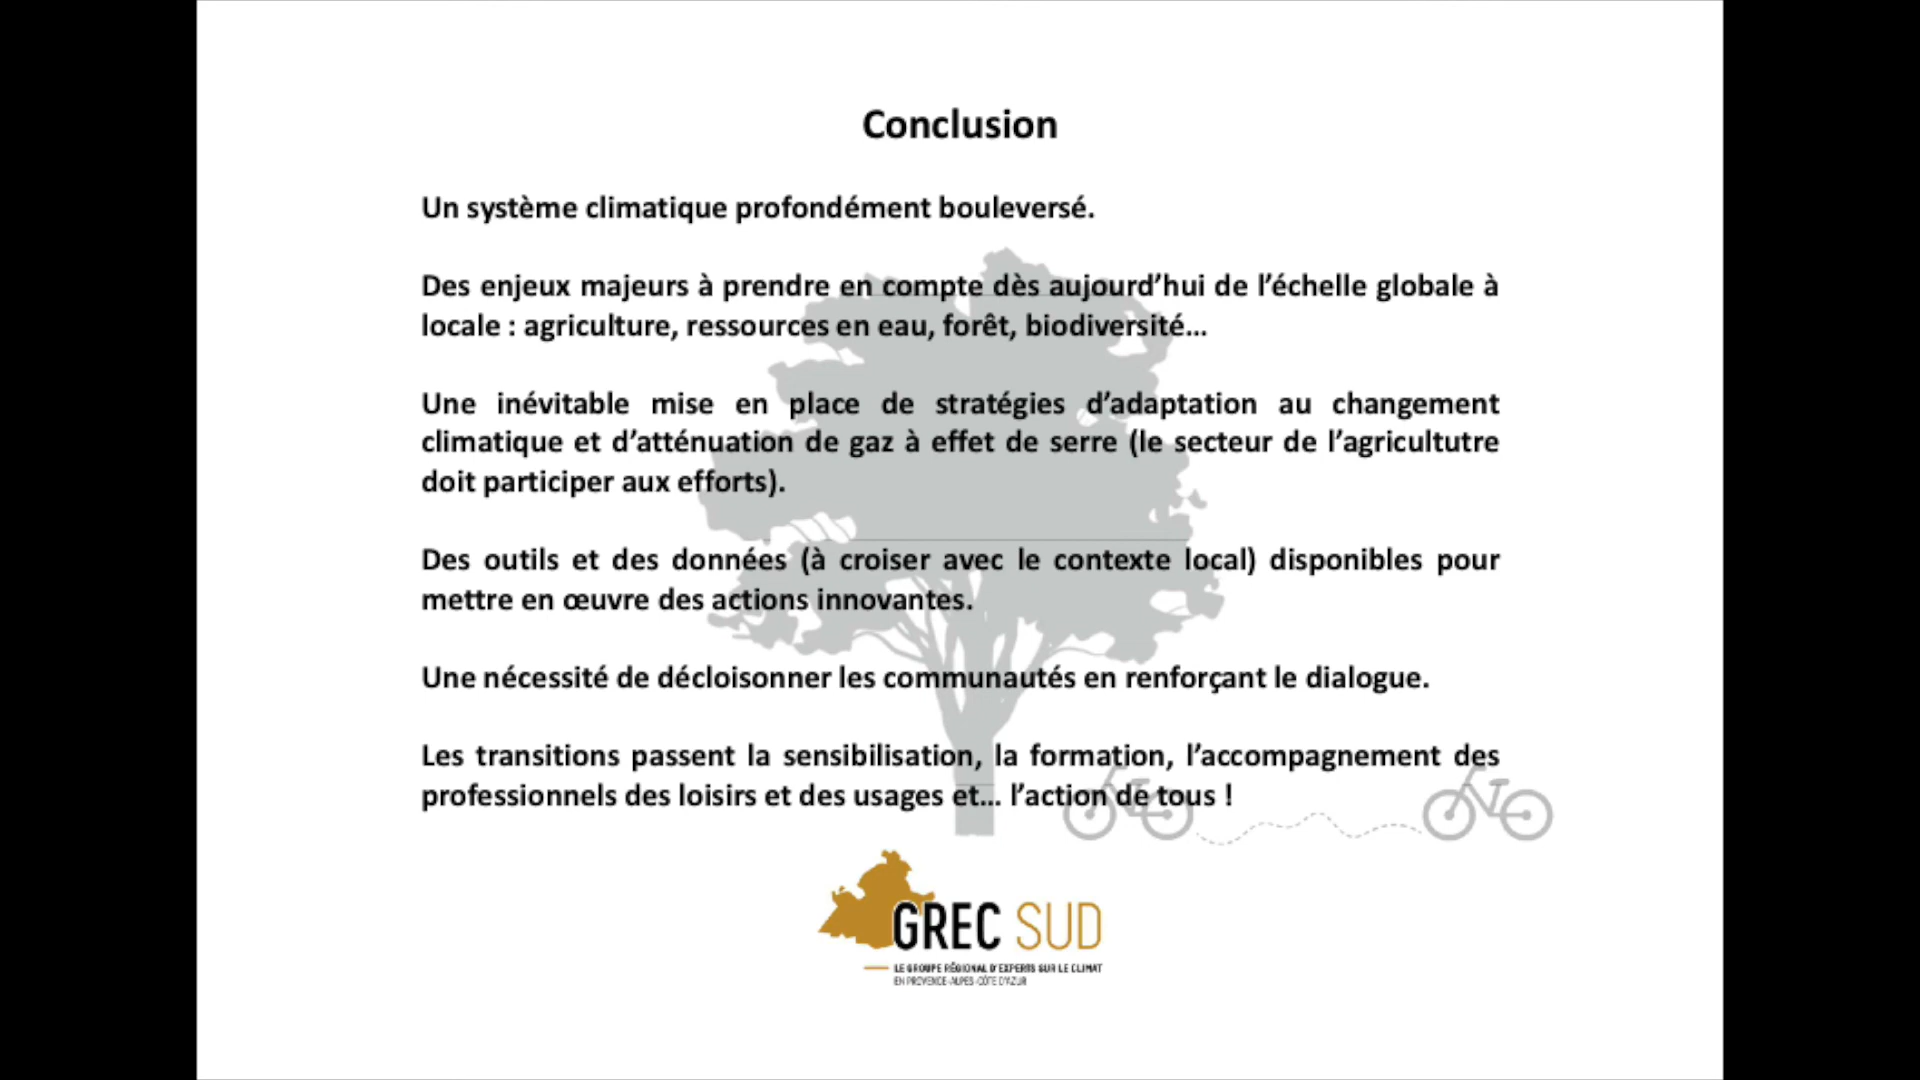 Conclusion
Un système climatique profondément bouleversé.
Des enjeux majeurs à prendre en compte dès aujourd’hui de l’échelle globale à
locale : agriculture, ressources en eau, forêt, biodiversité...
Une inévitable mise en place de stratégies d’adaptation au changement
climatique et d’atténuation de gaz à effet de serre (le secteur de l’agricultutre
doit participer aux efforts).
Des outils et des données (à croiser avec le contexte local) disponibles pour
mettre en œuvre des actions innovantes.
Une nécessité de décloisonner les communautés en renforçant le dialogue.
Les transitions passent la sensibilisation, la formation, l’accompagnement des
professionnels des loisirs et des usages et... l’action de tous !
GREC SUD
LE GROUPE RÉGIONAL D'EXPERTS SUR LE CLIMAT
EN PROVENCE-ALPES-CÔTE D'AZUR